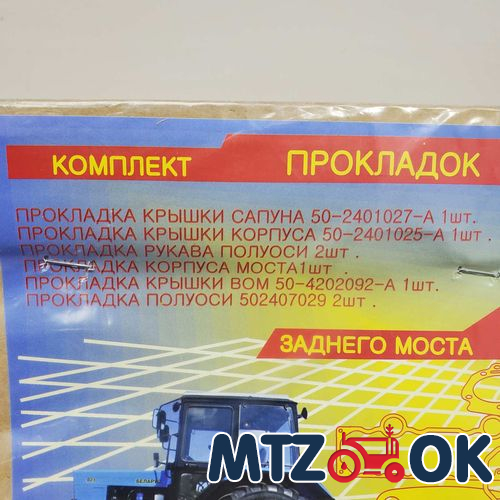 КОМПЛЕКТ ПРОКЛАДОК
ПРОКЛАДКА КРЫШКИ САПУНА 50-2401027-А 1шт.
ПРОКЛАДКА КРЫШКИ КОРПУСА 50-2401025-А 1шт .
ПРОКЛАДКА РУКАВА ПОЛУОСИ 2шт .
ПРОКЛАДКА КОРПУСА МОСТА1шт .
ПРОКЛАДКА КРЫШКИ ВОМ 50-4202092-А 1шт.
ПРОКЛАДКА ПОЛУОСИ 502407029 2шт .
ЗАДНЕГО МОСТА
БЕЛАРУС
MTZ OK